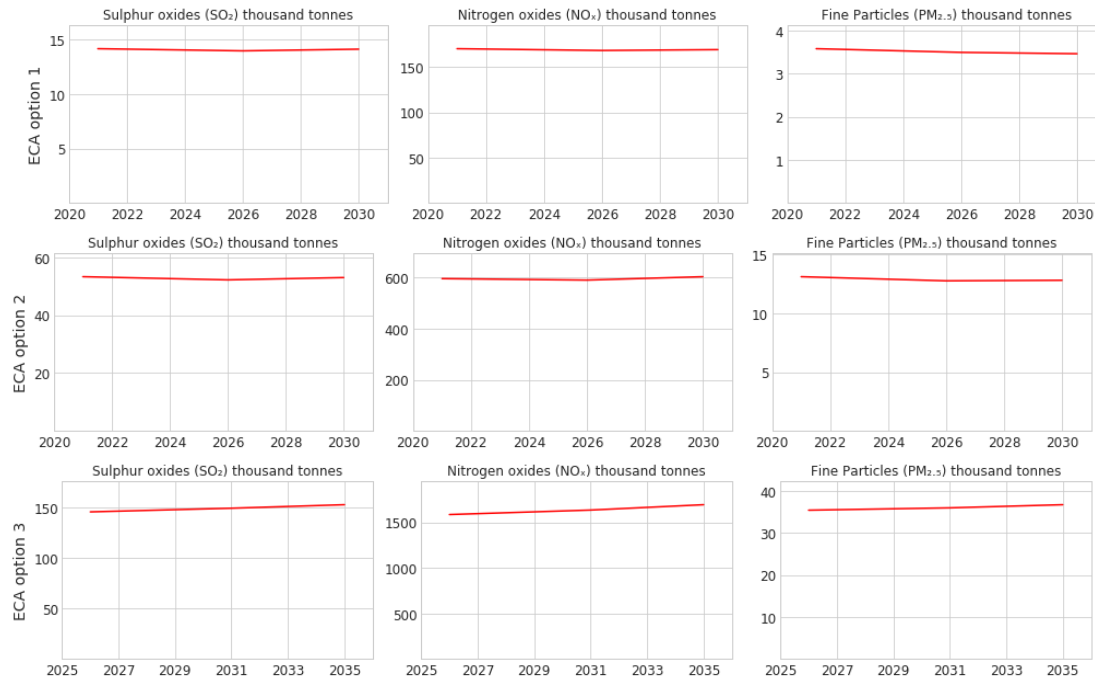 Sulphur oxides (SO₂) thousand tonnes
Nitrogen oxides (NOₓ) thousand tonnes
Fine Particles (PM₂.₅) thousand tonnes
ECA option 1
15
10
5
2020 2022 2024 2026 2028 2030
150
100
50
2020 2022 2024 2026 2028 2030
4
3
2
1
2020 2022 2024 2026 2028 2030
Sulphur oxides (SO₂) thousand tonnes
Nitrogen oxides (NOₓ) thousand tonnes
Fine Particles (PM₂.₅) thousand tonnes
ECA option 2
60
40
20
2020 2022 2024 2026 2028 2030
600
400
200
2020 2022 2024 2026 2028 2030
15
10
5
2020 2022 2024 2026 2028 2030
Sulphur oxides (SO₂) thousand tonnes
Nitrogen oxides (NOₓ) thousand tonnes
Fine Particles (PM₂.₅) thousand tonnes
ECA option 3
150
100
50
2025 2027 2029 2031 2033 2035
1500
1000
500
2025 2027 2029 2031 2033 2035
40
30
20
10
2025 2027 2029 2031 2033 2035